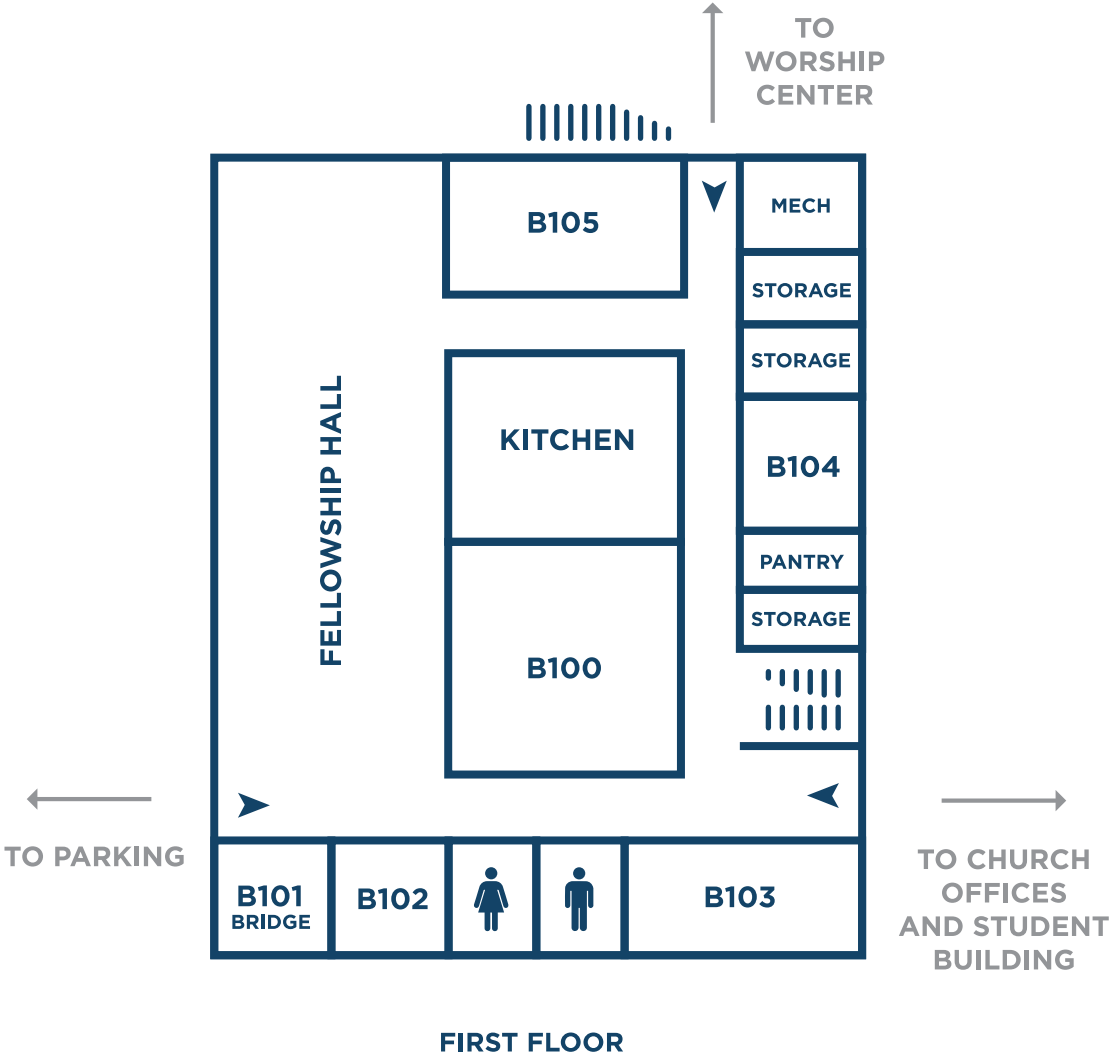 TO
WORSHIP
CENTER
B105
MECH
STORAGE
STORAGE
KITCHEN
B104
FELLOWSHIP HALL
PANTRY
STORAGE
B100
TO PARKING
B101
BRIDGE
B102
B103
TO CHURCH
OFFICES
AND STUDENT
BUILDING
FIRST FLOOR